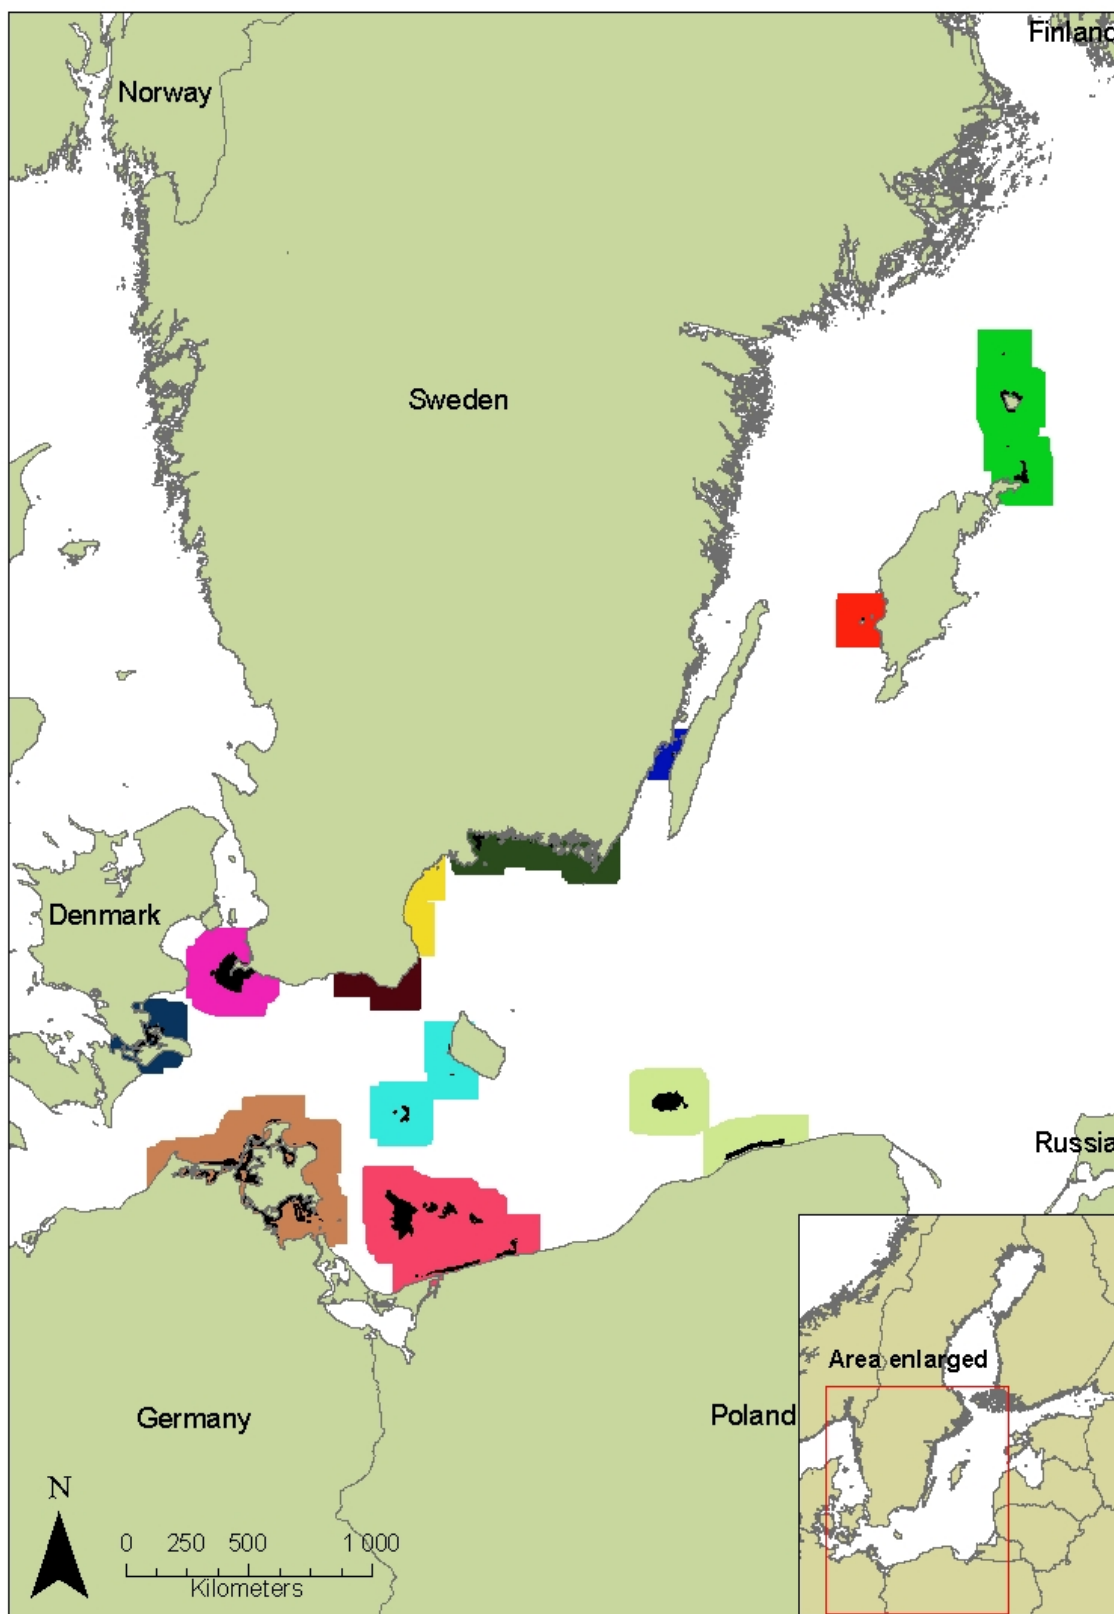 Finland
Norway
Sweden
Denmark
Russia
Area enlarged
Germany
Poland
N
0 250 500 1 000
Kilometers